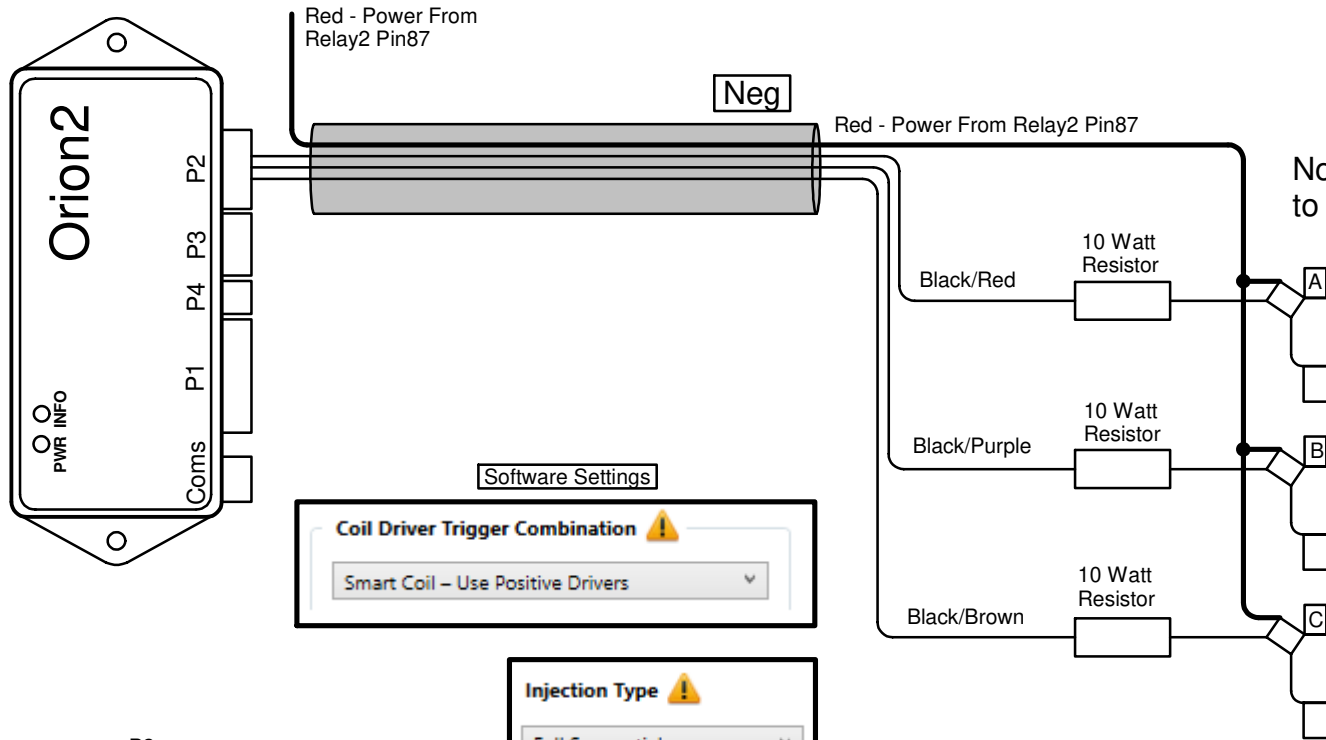 Red - Power From
Relay2 Pin87
Neg
Red - Power From Relay2 Pin87
Orion2
P2
P3
P4
P1
Coms
INFO
PWR
to
10 Watt
Resistor
Black/Red
A
10 Watt
Resistor
Black/Purple
B
10 Watt
Resistor
Black/Brown
C
Software Settings
Coil Driver Trigger Combination
Smart Coil – Use Positive Drivers
Injection Type